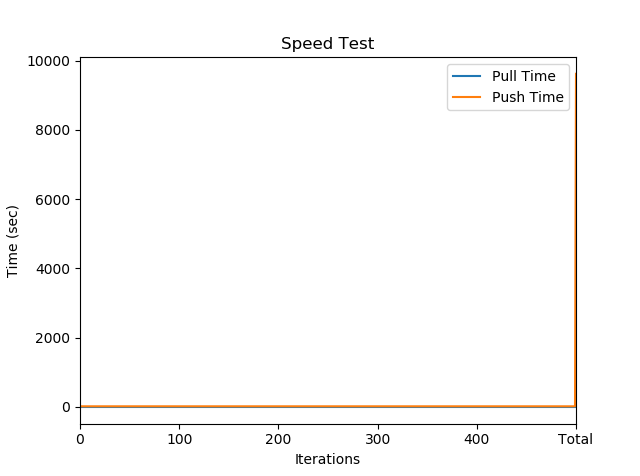 Speed Test
10000
8000
6000
4000
2000
0
Time (sec)
Pull Time
Push Time
0 100 200 300 400 Total
Iterations